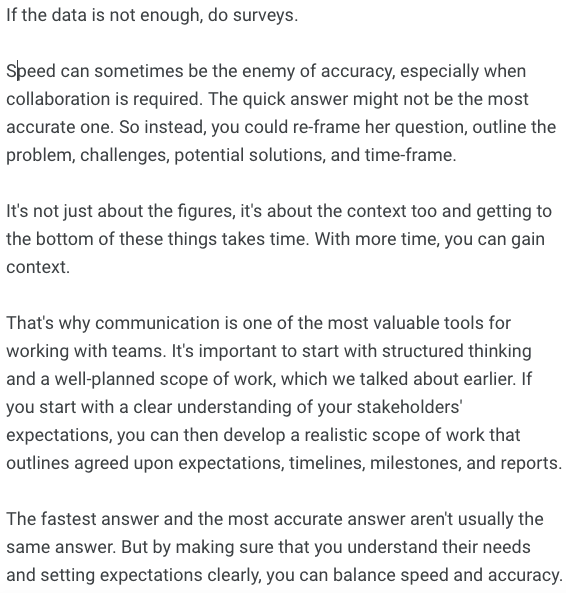 If the data is not enough, do surveys.
Speed can sometimes be the enemy of accuracy, especially when
collaboration is required. The quick answer might not be the most
accurate one. So instead, you could re-frame her question, outline the
problem, challenges, potential solutions, and time-frame.
It's not just about the figures, it's about the context too and getting to
the bottom of these things takes time. With more time, you can gain
context.
That's why communication is one of the most valuable tools for
working with teams. It's important to start with structured thinking
and a well-planned scope of work, which we talked about earlier. If
you start with a clear understanding of your stakeholders'
expectations, you can then develop a realistic scope of work that
outlines agreed upon expectations, timelines, milestones, and reports.
The fastest answer and the most accurate answer aren't usually the
same answer. But by making sure that you understand their needs
and setting expectations clearly, you can balance speed and accuracy.